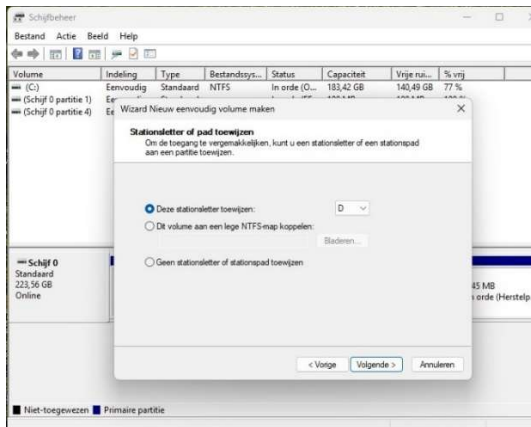 Schijfbeheer
Bestand Actie Beeld Help
Volume Indeling Type Bestandssys... Status Capaciteit Vrije rui... % vrij
(C:) Eenvoudig Standaard NTFS In orde (O... 183,42 GB 140,49 GB 77 %
(Schijf 0 partitie 1)
(Schijf 0 partitie 4)
Wizard Nieuw eenvoudig volume maken
Stationsletter of pad toewijzen
Om de toegang te vergemakkelijken, kunt u een stationsletter of een stationspad
aan een partitie toewijzen.
Deze stationsletter toewijzen: D
Dit volume aan een lege NTFS-map koppelen:
Bladeren...
Geen stationsletter of stationspad toewijzen
Schijf 0
Standaard
223,56 GB
Online
45 MB
orde (Herstelp
< Vorige Volgende > Annuleren
Niet-toegewezen Primaire partitie